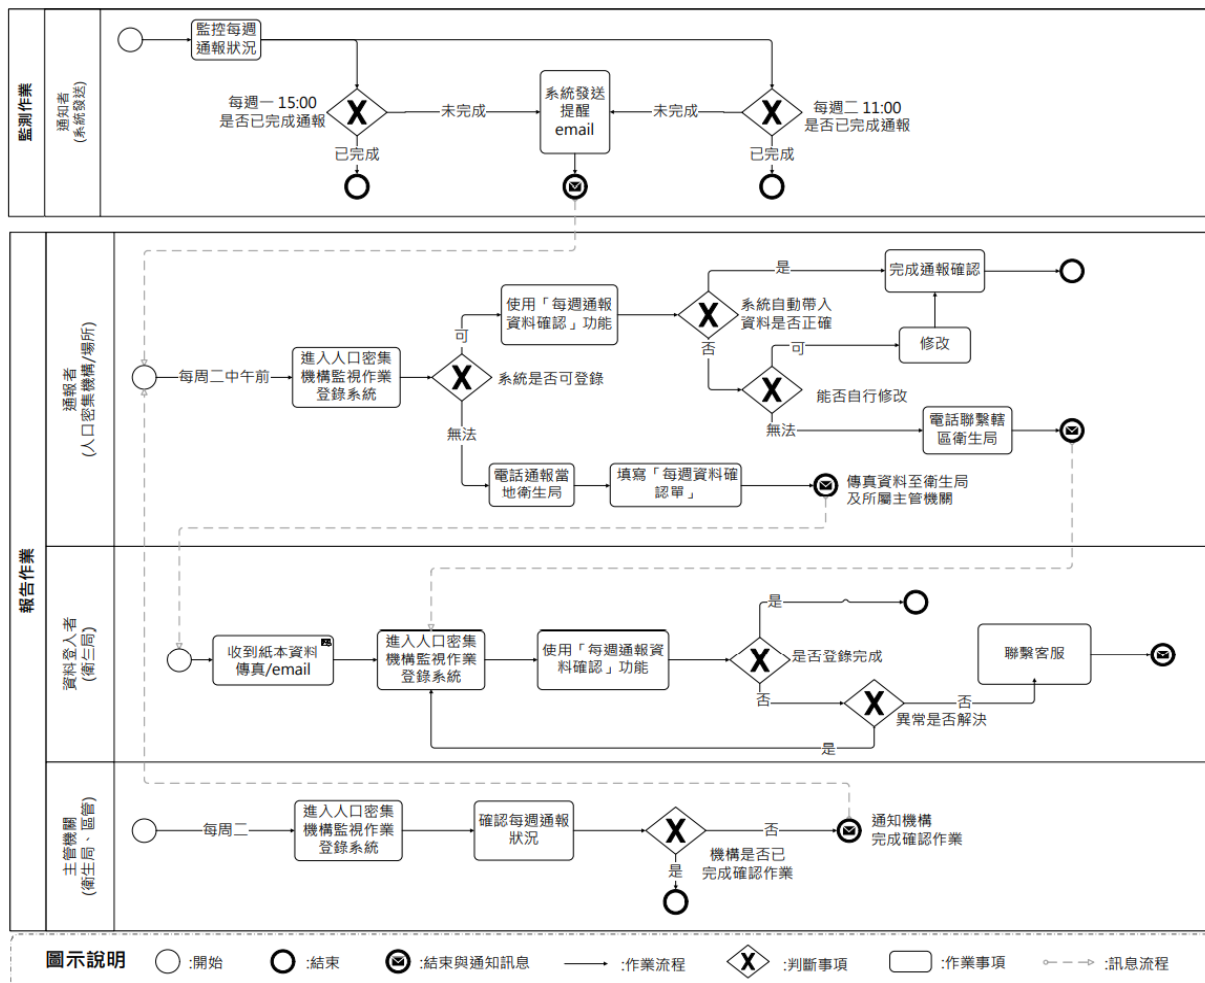 監測作業
通知者
(系統發送)
監控每週
通報狀況
每週一 15:00
是否已完成通報
未完成
系統發送
提醒
email
未完成
每週二 11:00
是否已完成通報
已完成
已完成
報告作業
通報者
(人口密集機構/場所)
每周二中午前
進入人口密集
機構監視作業
登錄系統
系統是否可登錄
可
使用「每週通報
資料確認」功能
系統自動帶入
資料是否正確
是
完成通報確認
否
能否自行修改
可
修改
無法
電話聯繫轄
區衛生局
無法
電話通報當
地衛生局
填寫「每週資料確
認單」
傳真資料至衛生局
及所屬主管機關
資料登入者
(衛生局)
收到紙本資料
傳真/email
進入人口密集
機構監視作業
登錄系統
使用「每週通報資
料確認」功能
是否登錄完成
是
否
異常是否解決
否
聯繫客服
是
主管機關
(衛生局、區管)
每周二
進入人口密集
機構監視作業
登錄系統
確認每週通報
狀況
機構是否已
完成確認作業
否
通知機構
完成確認作業
是
圖示說明
:開始
:結束
:結束與通知訊息
:作業流程
:判斷事項
:作業事項
:訊息流程